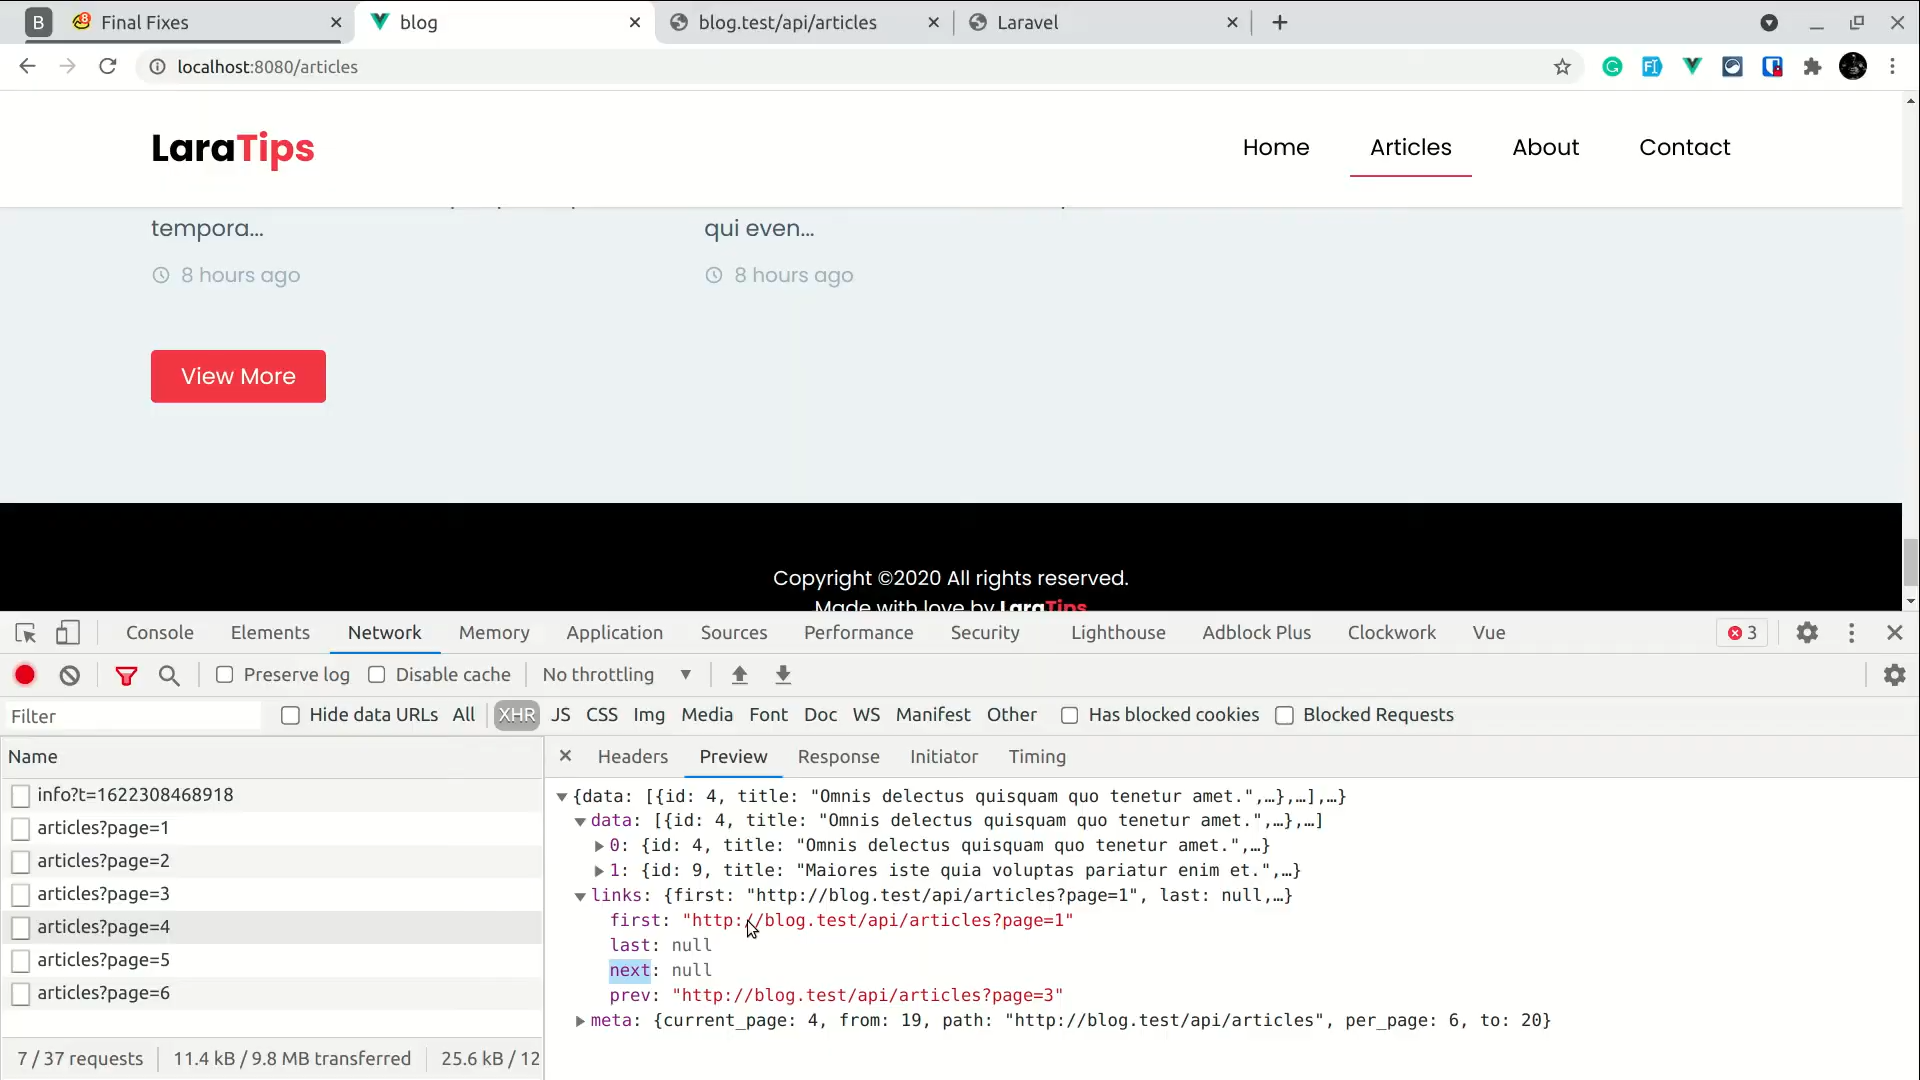 B Final Fixes blog blog.test/api/articles Laravel
localhost:8080/articles
LaraTips Home Articles About Contact
tempora... qui even...
8 hours ago 8 hours ago
View More
Copyright ©2020 All rights reserved.
Made with love by LaraTips
Console Elements Network Memory Application Sources Performance Security Lighthouse Adblock Plus Clockwork Vue 3
Preserve log Disable cache No throttling
Filter Hide data URLs All XHR JS CSS Img Media Font Doc WS Manifest Other Has blocked cookies Blocked Requests
Name
info?t=1622308468918
articles?page=1
articles?page=2
articles?page=3
articles?page=4
articles?page=5
articles?page=6
7 / 37 requests 11.4 kB / 9.8 MB transferred 25.6 kB / 12
Headers Preview Response Initiator Timing
{data: [{id: 4, title: "Omnis delectus quisquam quo tenetur amet.",…},…],…}
data: [{id: 4, title: "Omnis delectus quisquam quo tenetur amet.",…},…]
0: {id: 4, title: "Omnis delectus quisquam quo tenetur amet.",…}
1: {id: 9, title: "Maiores iste quia voluptas pariatur enim et.",…}
links: {first: "http://blog.test/api/articles?page=1", last: null,…}
first: "http://blog.test/api/articles?page=1"
last: null
next: null
prev: "http://blog.test/api/articles?page=3"
meta: {current_page: 4, from: 19, path: "http://blog.test/api/articles", per_page: 6, to: 20}